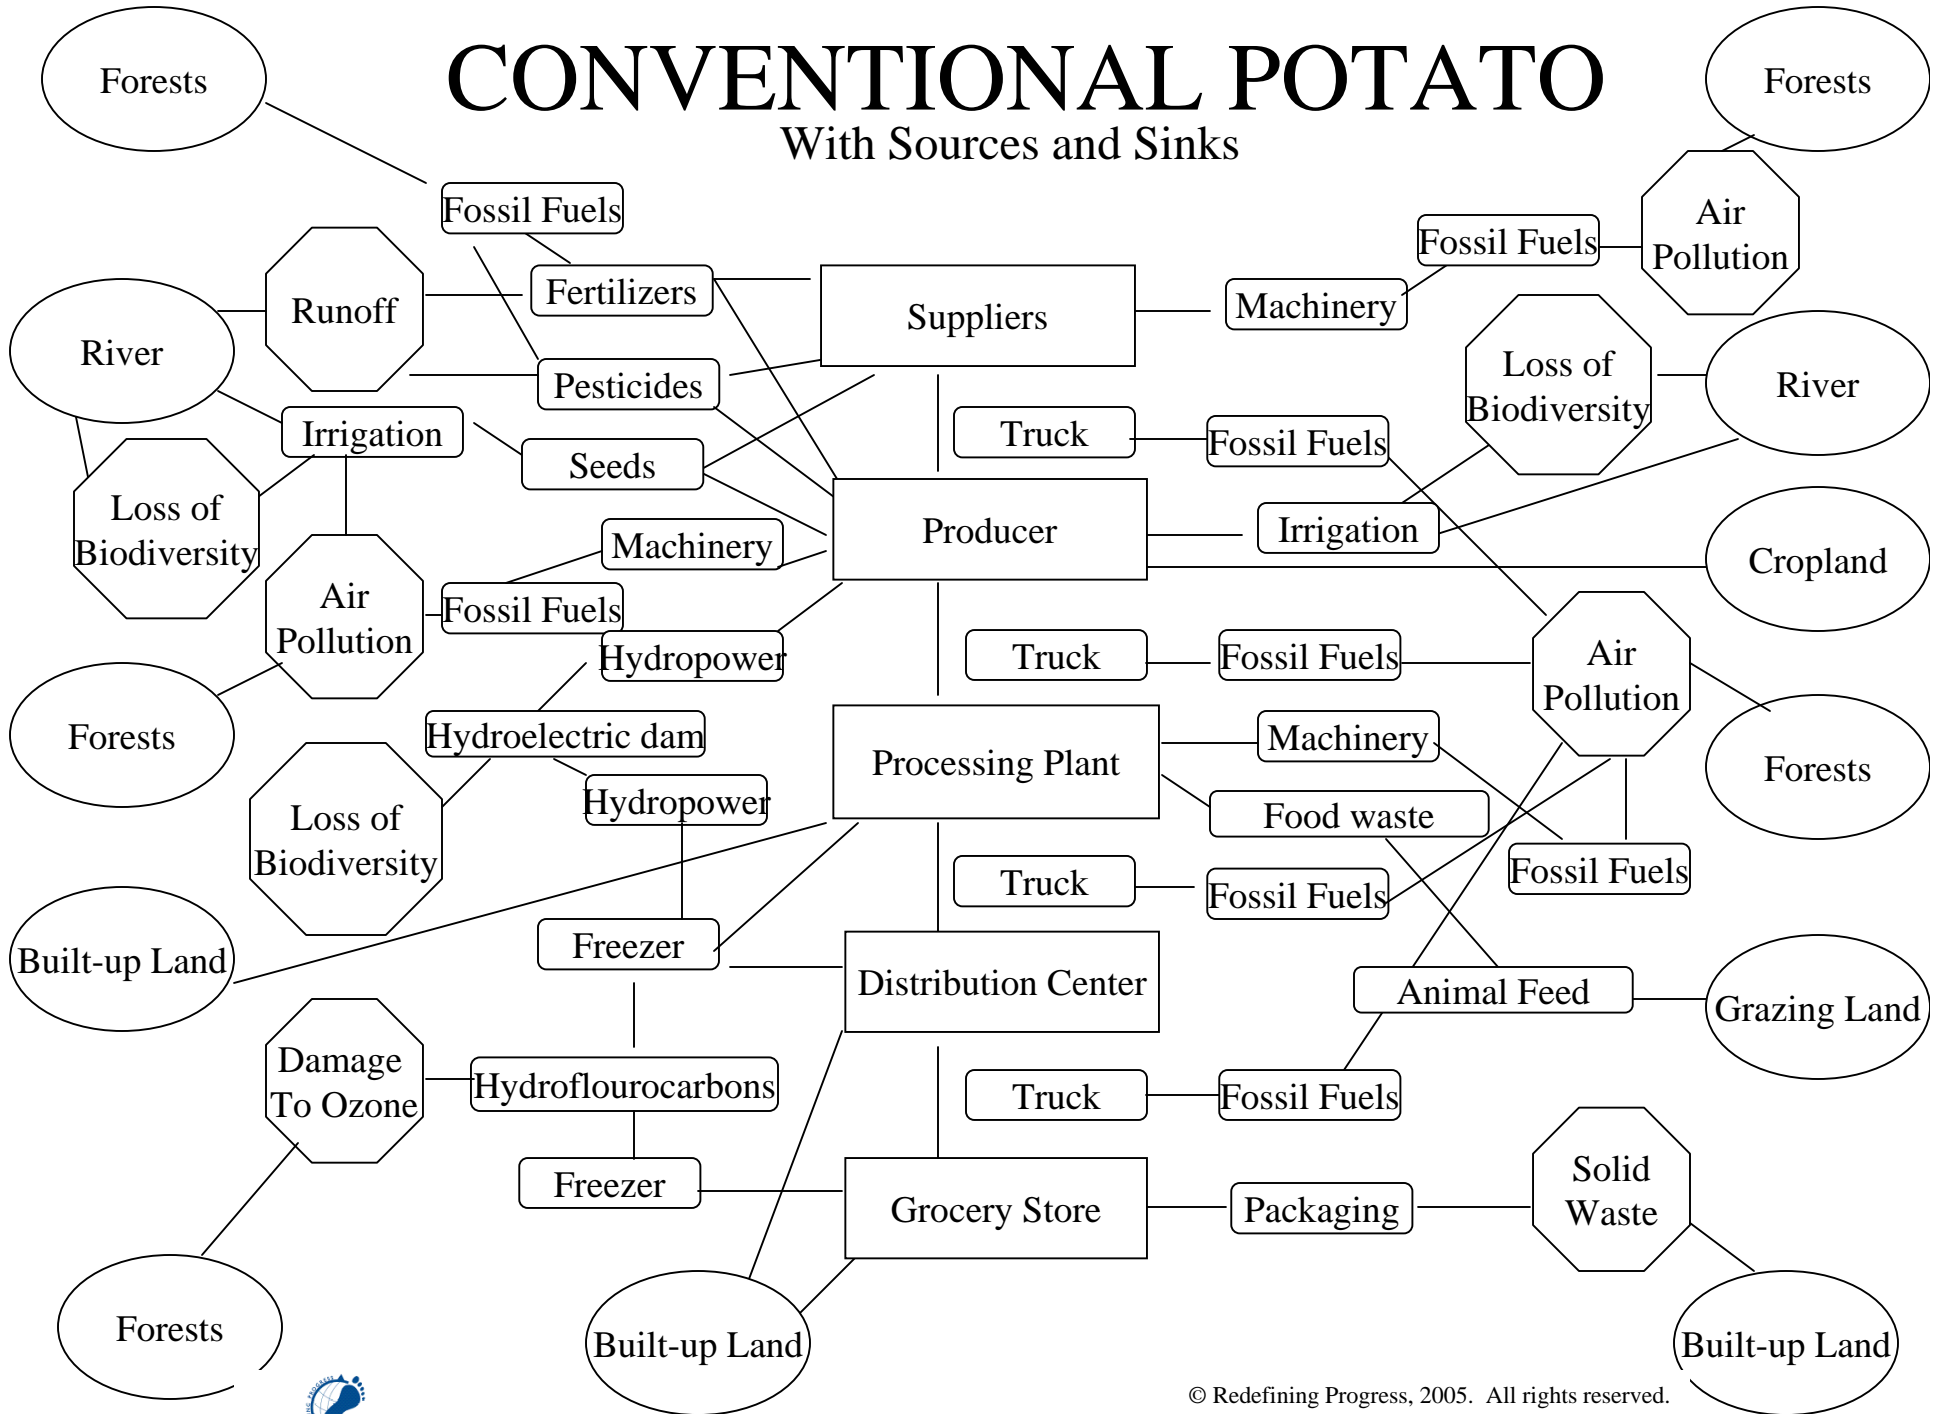 CONVENTIONAL POTATO
With Sources and Sinks
Forests
Forests
Fossil Fuels
Air
Pollution
Fossil Fuels
Fertilizers
Runoff
Suppliers
Machinery
River
Loss of
Biodiversity
River
Pesticides
Irrigation
Truck
Fossil Fuels
Seeds
Loss of
Biodiversity
Producer
Irrigation
Machinery
Cropland
Air
Pollution
Fossil Fuels
Hydropower
Truck
Fossil Fuels
Air
Pollution
Forests
Hydroelectric dam
Processing Plant
Machinery
Forests
Hydropower
Food waste
Loss of
Biodiversity
Truck
Fossil Fuels
Fossil Fuels
Built-up Land
Freezer
Distribution Center
Animal Feed
Grazing Land
Damage
To Ozone
Hydroflourocarbons
Truck
Fossil Fuels
Freezer
Grocery Store
Packaging
Solid
Waste
Forests
Built-up Land
Built-up Land
© Redefining Progress, 2005.  All rights reserved.